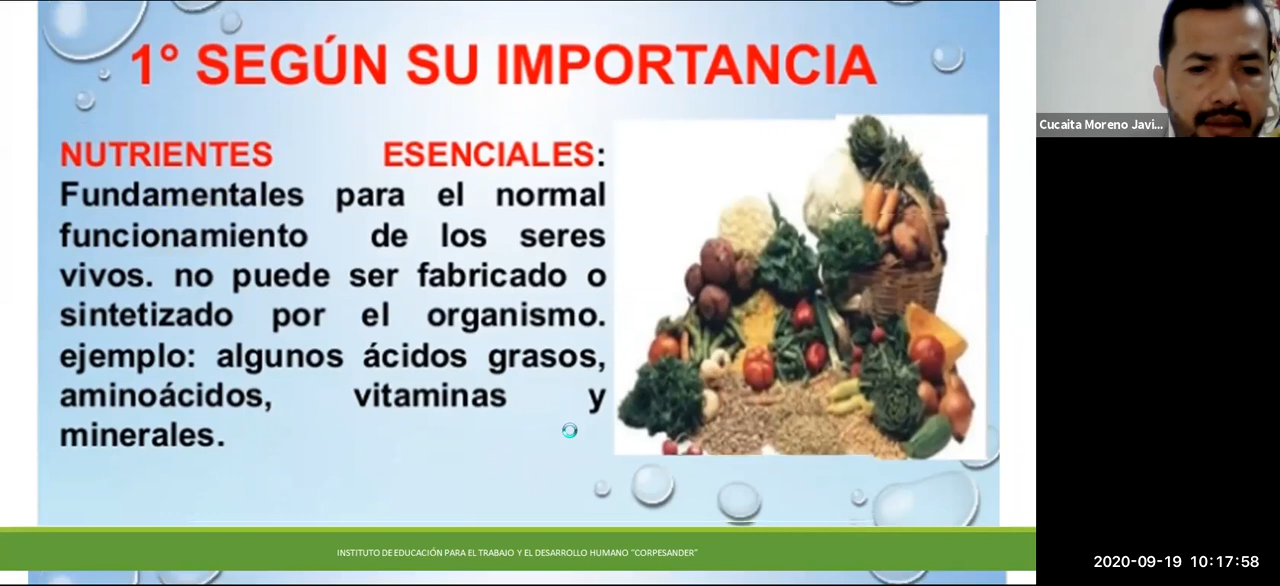 1° SEGÚN SU IMPORTANCIA
NUTRIENTES ESENCIALES:
Fundamentales para el normal
funcionamiento de los seres
vivos. no puede ser fabricado o
sintetizado por el organismo.
ejemplo: algunos ácidos grasos,
aminoácidos, vitaminas y
minerales.
INSTITUTO DE EDUCACIÓN PARA EL TRABAJO Y EL DESARROLLO HUMANO "CORPESANDER"
Cucaita Moreno Javi...
2020-09-19 10:17:58